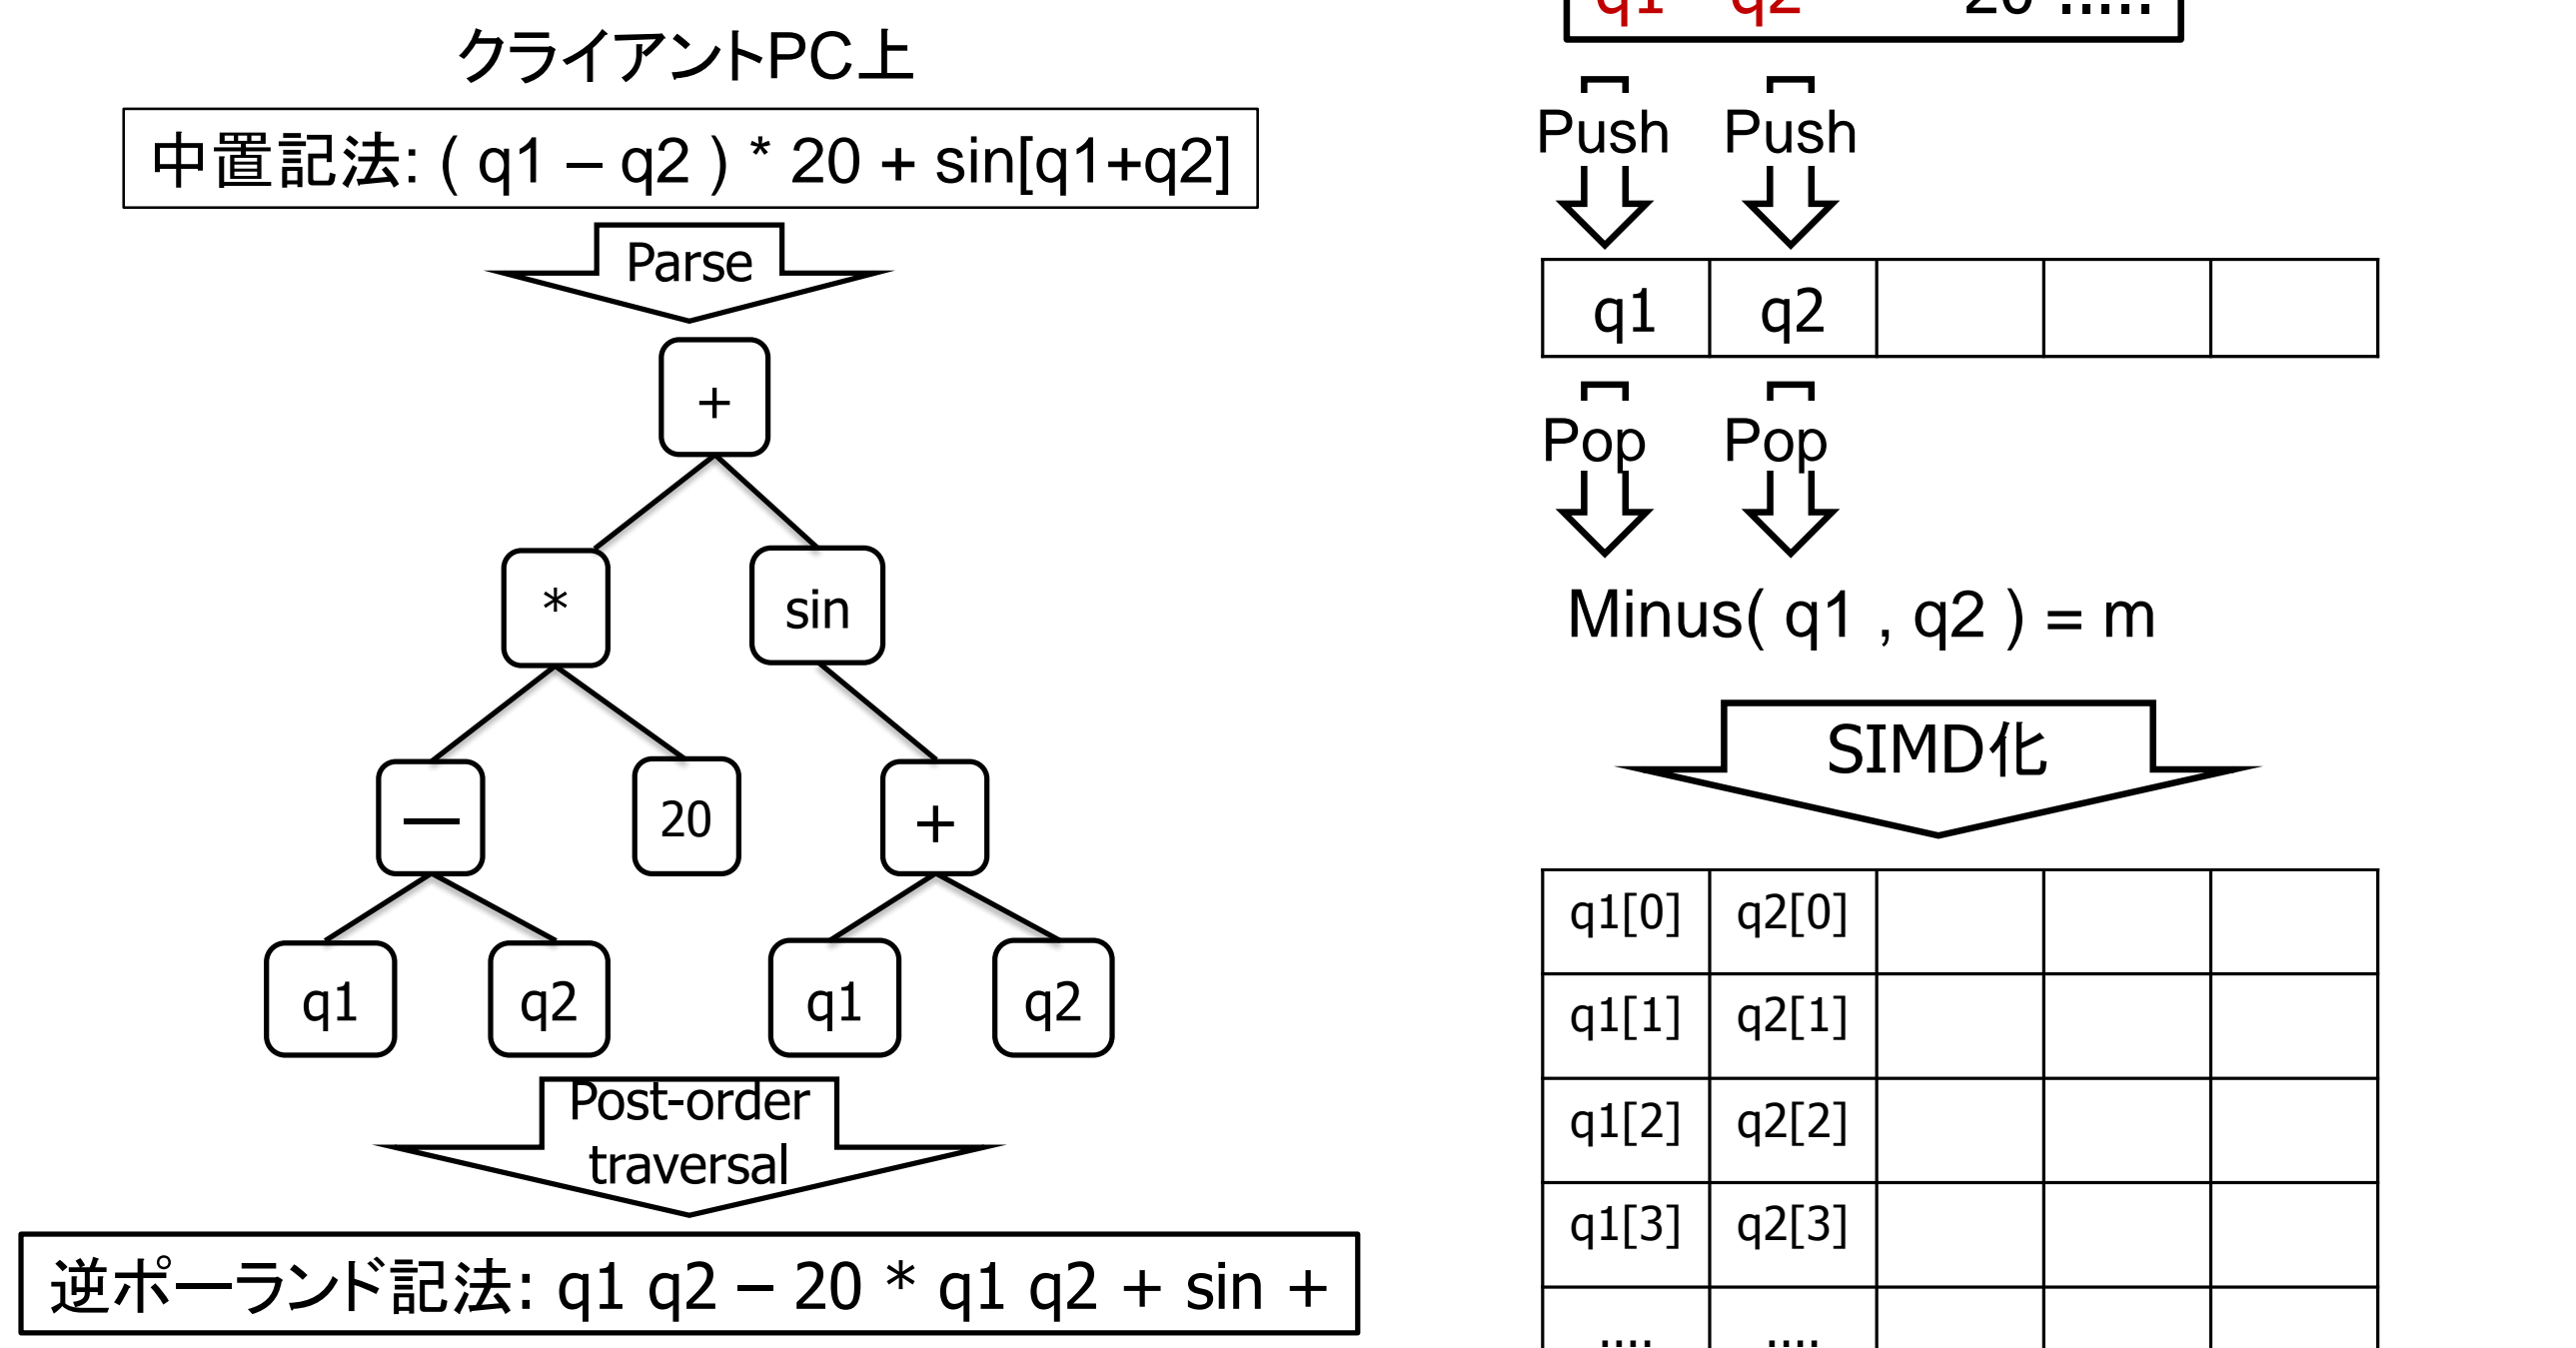 クライアントPC上
中置記法: ( q1 – q2 ) * 20 + sin[q1+q2]
Parse
+
* sin
— 20 +
q1 q2 q1 q2
Post-order
traversal
逆ポーランド記法: q1 q2 – 20 * q1 q2 + sin +
q1 q2 20 .....
Push Push
q1 q2
Pop Pop
Minus( q1 , q2 ) = m
SIMD化
q1[0] q2[0]
q1[1] q2[1]
q1[2] q2[2]
q1[3] q2[3]
.... ....